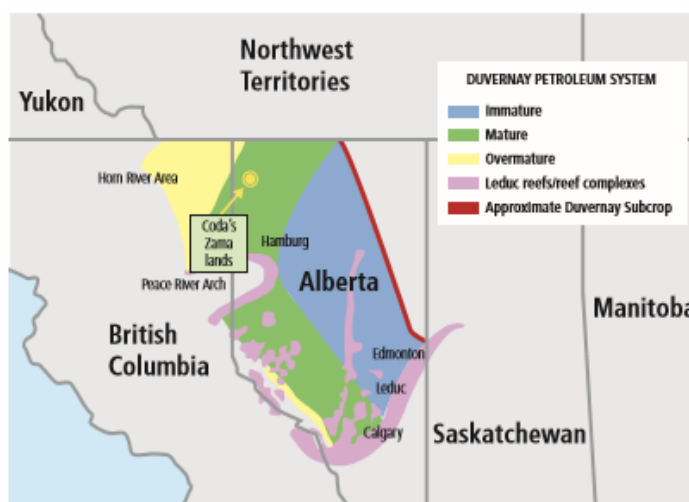 Northwest
Territories
Yukon
DUVERNAY PETROLEUM SYSTEM
Immature
Mature
Overmature
Leduc reefs/reef complexes
Approximate Duvernay Subcrop
Horn River Area
Coda's
Zama
lands
Hamburg
Peace River Arch
Alberta
Manitoba
British
Columbia
Edmonton
Leduc
Calgary
Saskatchewan